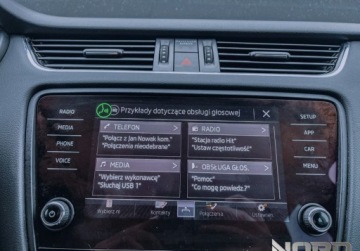 Przykłady dotyczące obsługi głosowej
RADIO
MEDIA
PHONE
VOICE
SETUP
APP
CAR
MENU
TELEFON
"Połącz z Jan Nowak kom."
"Połączenia nieodebrane"
RADIO
"Stacja radio Hit"
"Ustaw częstotliwość"
MEDIA
"Wybierz wykonawcę"
"Słuchaj USB 1"
OBSŁUGA GŁOS.
"Pomoc"
"Co mogę powiedz.?"
Kontakty
Połączenia
NORD